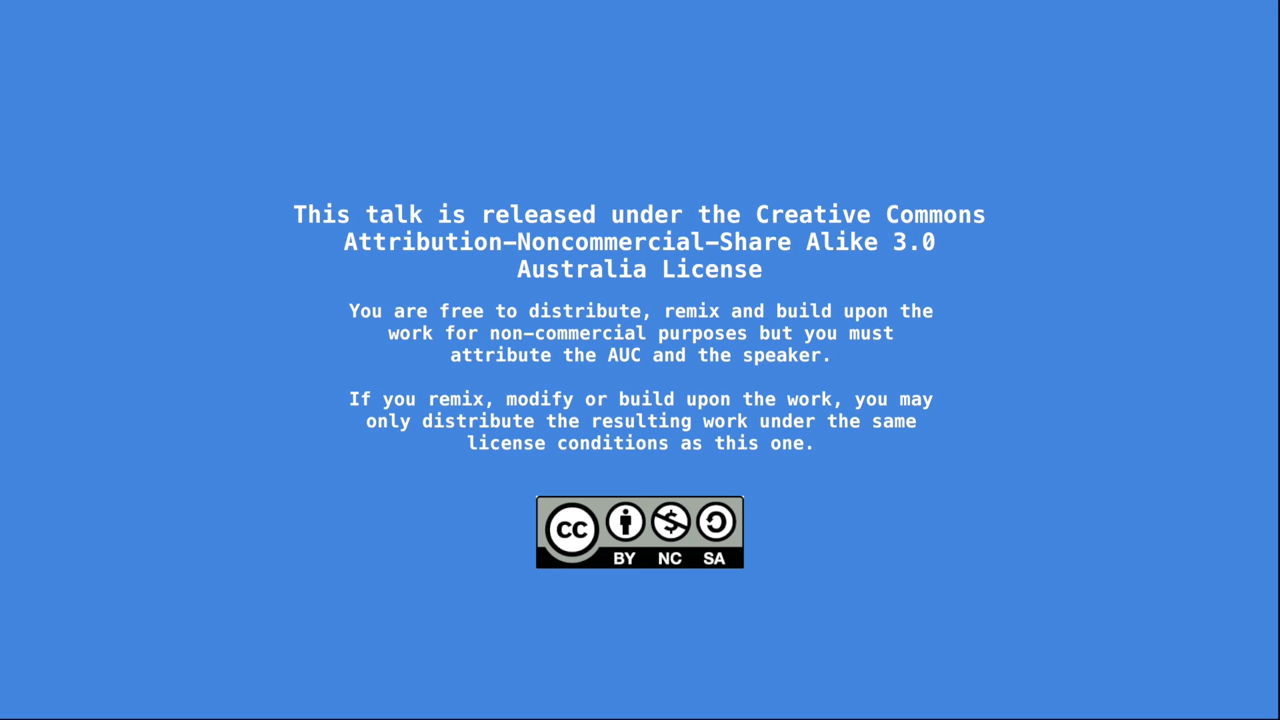 This talk is released under the Creative Commons
Attribution–Noncommercial–Share Alike 3.0
Australia License
You are free to distribute, remix and build upon the
work for non–commercial purposes but you must
attribute the AUC and the speaker.
If you remix, modify or build upon the work, you may
only distribute the resulting work under the same
license conditions as this one.
CC
BY NC SA